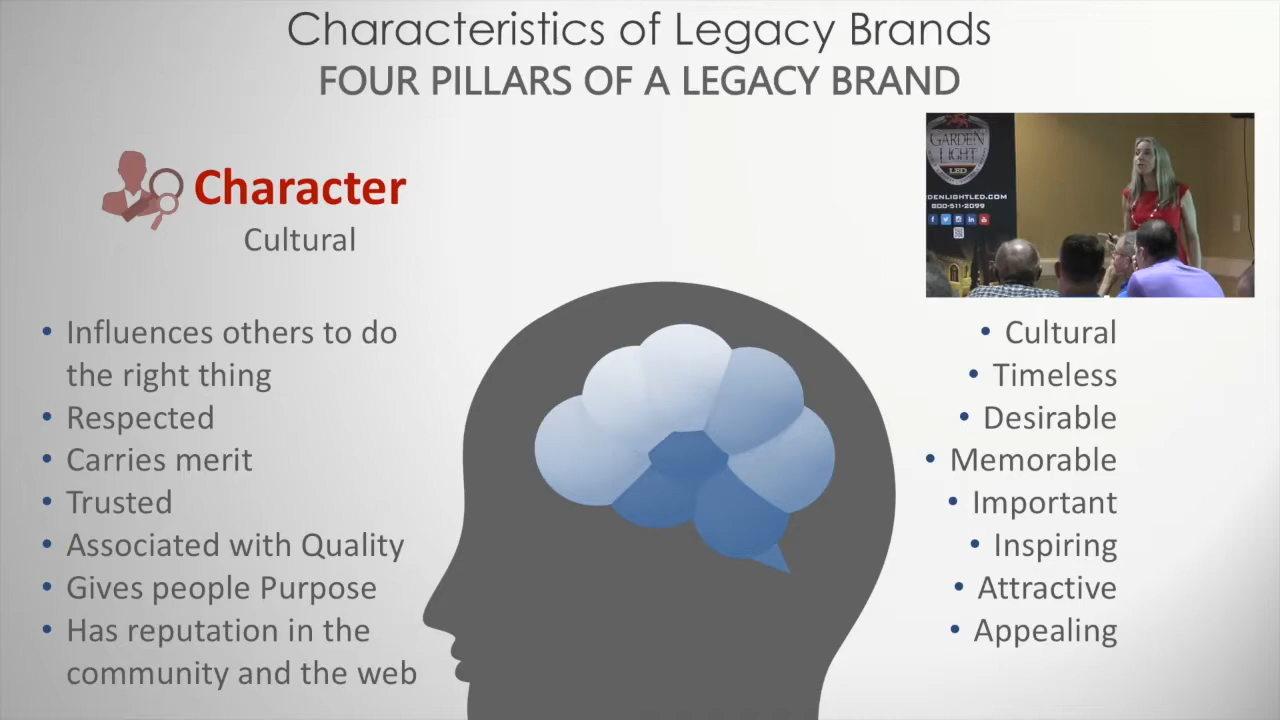 Characteristics of Legacy Brands
FOUR PILLARS OF A LEGACY BRAND
Character
Cultural
• Influences others to do
the right thing
• Respected
• Carries merit
• Trusted
• Associated with Quality
• Gives people Purpose
• Has reputation in the
community and the web
GARDEN
LIGHT
LED
DENLIGHTLED.COM
800-511-2099
• Cultural
• Timeless
• Desirable
• Memorable
• Important
• Inspiring
• Attractive
• Appealing